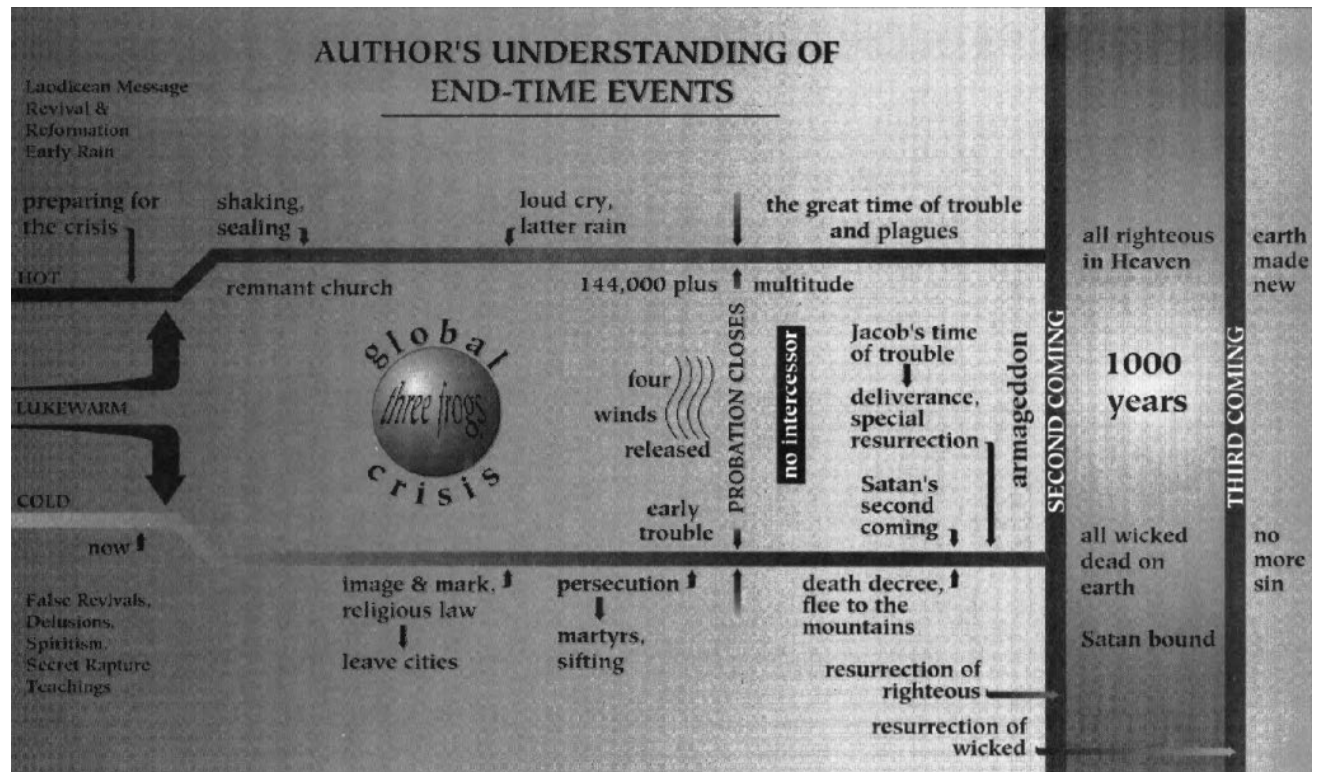 AUTHOR'S UNDERSTANDING OF
END-TIME EVENTS
Laodicean Message
Revival &
Reformation
Early Rain
preparing for
the crisis
shaking,
sealing
loud cry,
latter rain
the great time of trouble
and plagues
HOT
remnant church
144,000 plus
multitude
LUKEWARM
global
three frogs
crisis
four
winds
released
PROBATION CLOSES
no intercessor
Jacob's time
of trouble
deliverance,
special
resurrection
armageddon
Satan's
second
coming
early
trouble
COLD
now
False Revivals,
Delusions,
Spiritism,
Secret Rapture
Teachings
image & mark,
religious law
leave cities
persecution
martyrs,
sifting
death decree,
flee to the
mountains
resurrection of
righteous
resurrection of
wicked
SECOND COMING
all righteous
in Heaven
1000
years
all wicked
dead on
earth
Satan bound
THIRD COMING
earth
made
new
no
more
sin